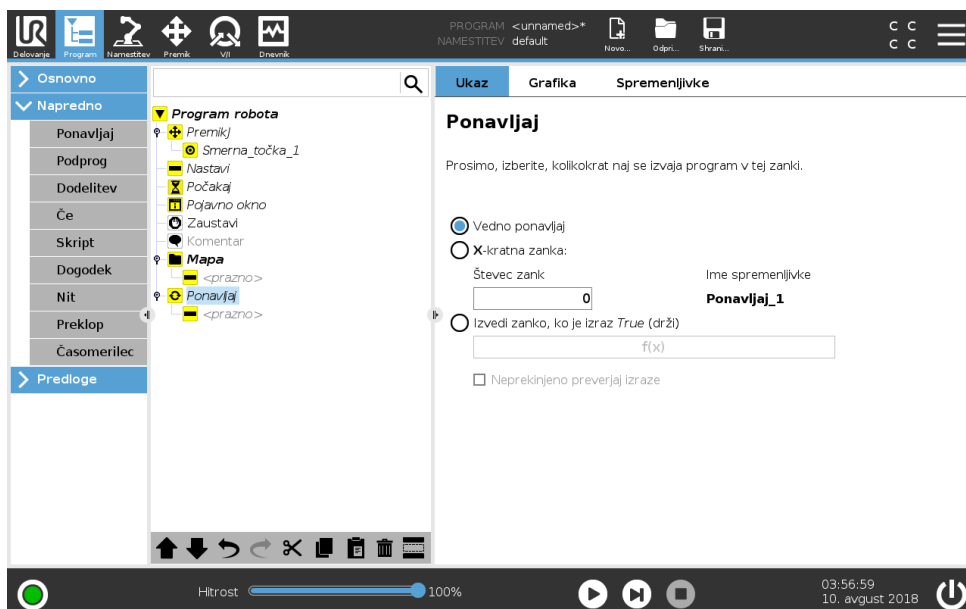 UR
PROGRAM <unnamed>*
NAMESTITEV default
C C
C C
Delovanje Program Namestitev Premik V/I Dnevnik Novo... Odpri... Shrani...
Osnovno
Napredno
Ponavljaj
Podprog
Dodelitev
Če
Skript
Dogodek
Nit
Preklop
Časomerilec
Predloge
Program robota
PremikJ
Smerna_točka_1
Nastavi
Počakaj
Pojavno okno
Zaustavi
Komentar
Mapa
<prazno>
Ponavljaj
<prazno>
Ukaz Grafika Spremenljivke
Ponavljaj
Prosimo, izberite, kolikokrat naj se izvaja program v tej zanki.
Vedno ponavljaj
X-kratna zanka:
Števec zank Ime spremenljivke
0 Ponavljaj_1
Izvedi zanko, ko je izraz True (drži)
f(x)
Neprekinjeno preverjaj izraze
Hitrost 100%
03:56:59
10. avgust 2018